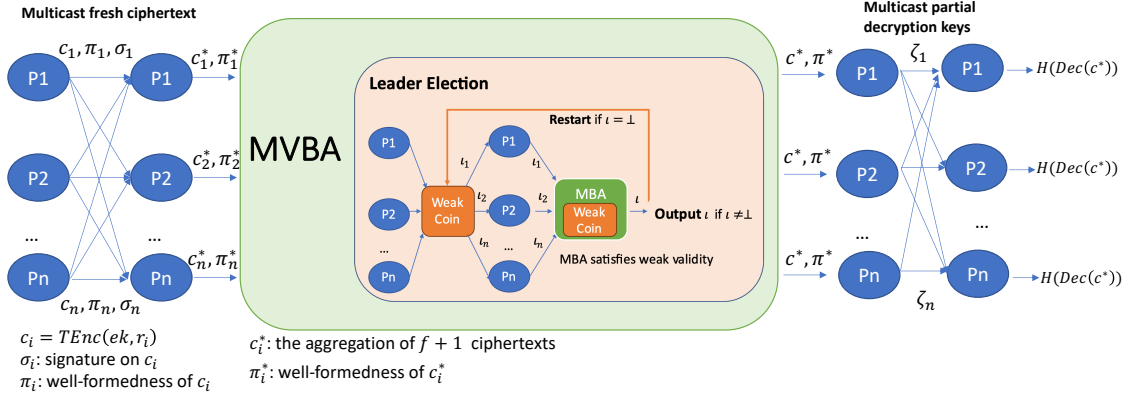 Multicast fresh ciphertext
c₁, π₁, σ₁
P1
P1
c₁*, π₁*
P2
P2
c₂*, π₂*
...
...
Pn
Pn
cₙ*, πₙ*
cₙ, πₙ, σₙ
cᵢ = TEnc(ek, rᵢ)
σᵢ: signature on cᵢ
πᵢ: well-formedness of cᵢ
MVBA
Leader Election
Restart if ι = ⊥
P1
P2
...
Pn
Weak
Coin
ι₁
ι₂
ιₙ
P1
P2
...
Pn
ι₁
ι₂
ιₙ
MBA
Weak
Coin
ι
Output ι if ι ≠⊥
MBA satisfies weak validity
cᵢ*: the aggregation of f + 1 ciphertexts
πᵢ*: well-formedness of cᵢ*
Multicast partial
decryption keys
c*, π*
P1
ζ₁
P1
H(Dec(c*))
c*, π*
P2
P2
H(Dec(c*))
...
...
c*, π*
Pn
Pn
H(Dec(c*))
ζₙ